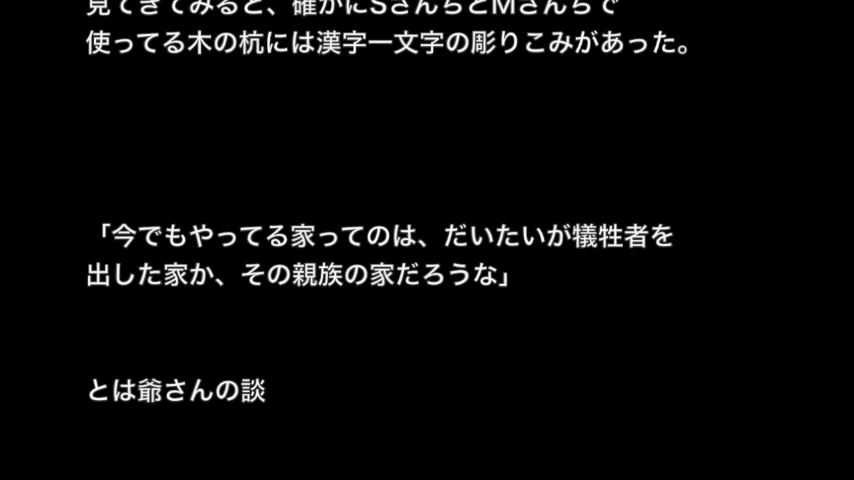 見てきてみると、確かにSさんちとMさんちで
使ってる木の杭には漢字一文字の彫りこみがあった。
「今でもやってる家ってのは、だいたいが犠牲者を
出した家か、その親族の家だろうな」
とは爺さんの談